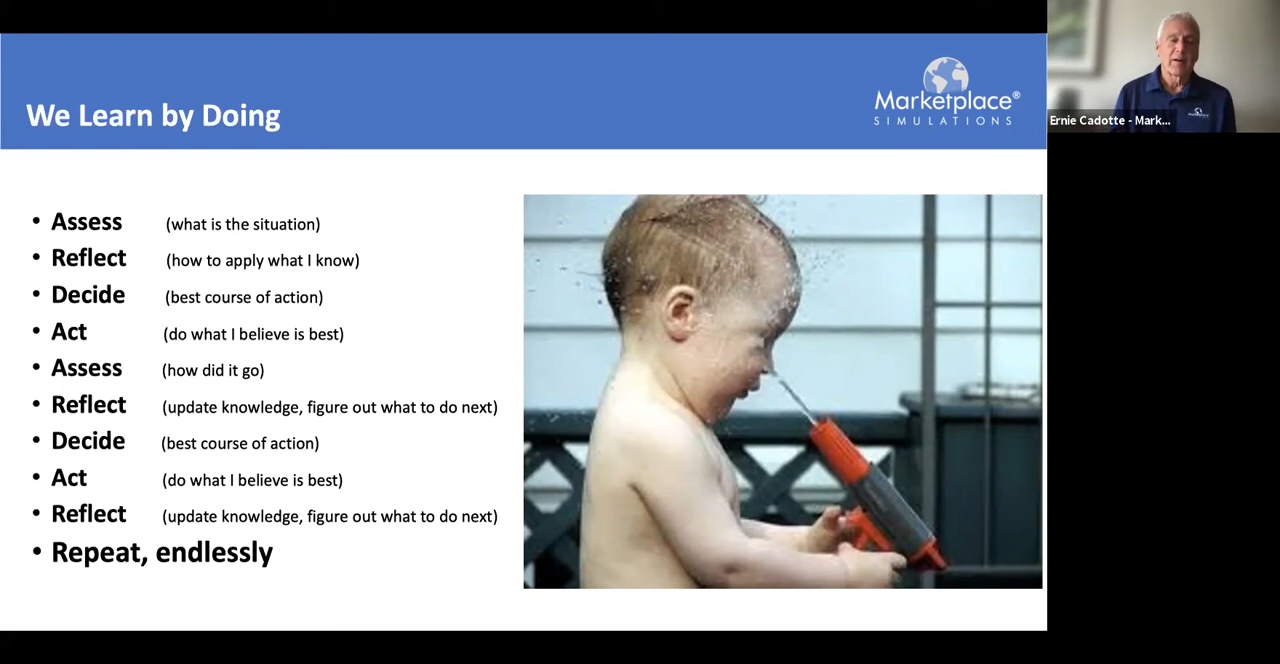 We Learn by Doing
Marketplace®
SIMULATIONS
• Assess (what is the situation)
• Reflect (how to apply what I know)
• Decide (best course of action)
• Act (do what I believe is best)
• Assess (how did it go)
• Reflect (update knowledge, figure out what to do next)
• Decide (best course of action)
• Act (do what I believe is best)
• Reflect (update knowledge, figure out what to do next)
• Repeat, endlessly
Ernie Cadotte - Mark...